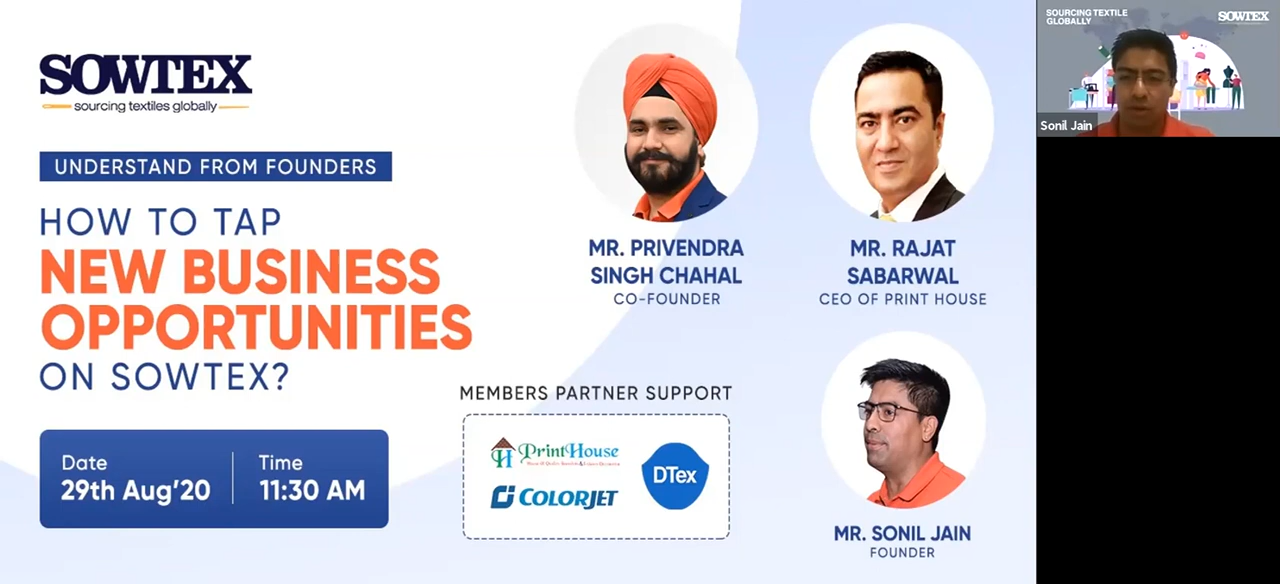 SOWTEX
sourcing textiles globally
UNDERSTAND FROM FOUNDERS
HOW TO TAP
NEW BUSINESS
OPPORTUNITIES
ON SOWTEX?
Date
29th Aug'20
Time
11:30 AM
MEMBERS PARTNER SUPPORT
PrintHouse
COLORJET
DTex
MR. PRIVENDRA
SINGH CHAHAL
CO-FOUNDER
MR. RAJAT
SABARWAL
CEO OF PRINT HOUSE
MR. SONIL JAIN
FOUNDER
SOURCING TEXTILE
GLOBALLY
SOWTEX
Sonil Jain